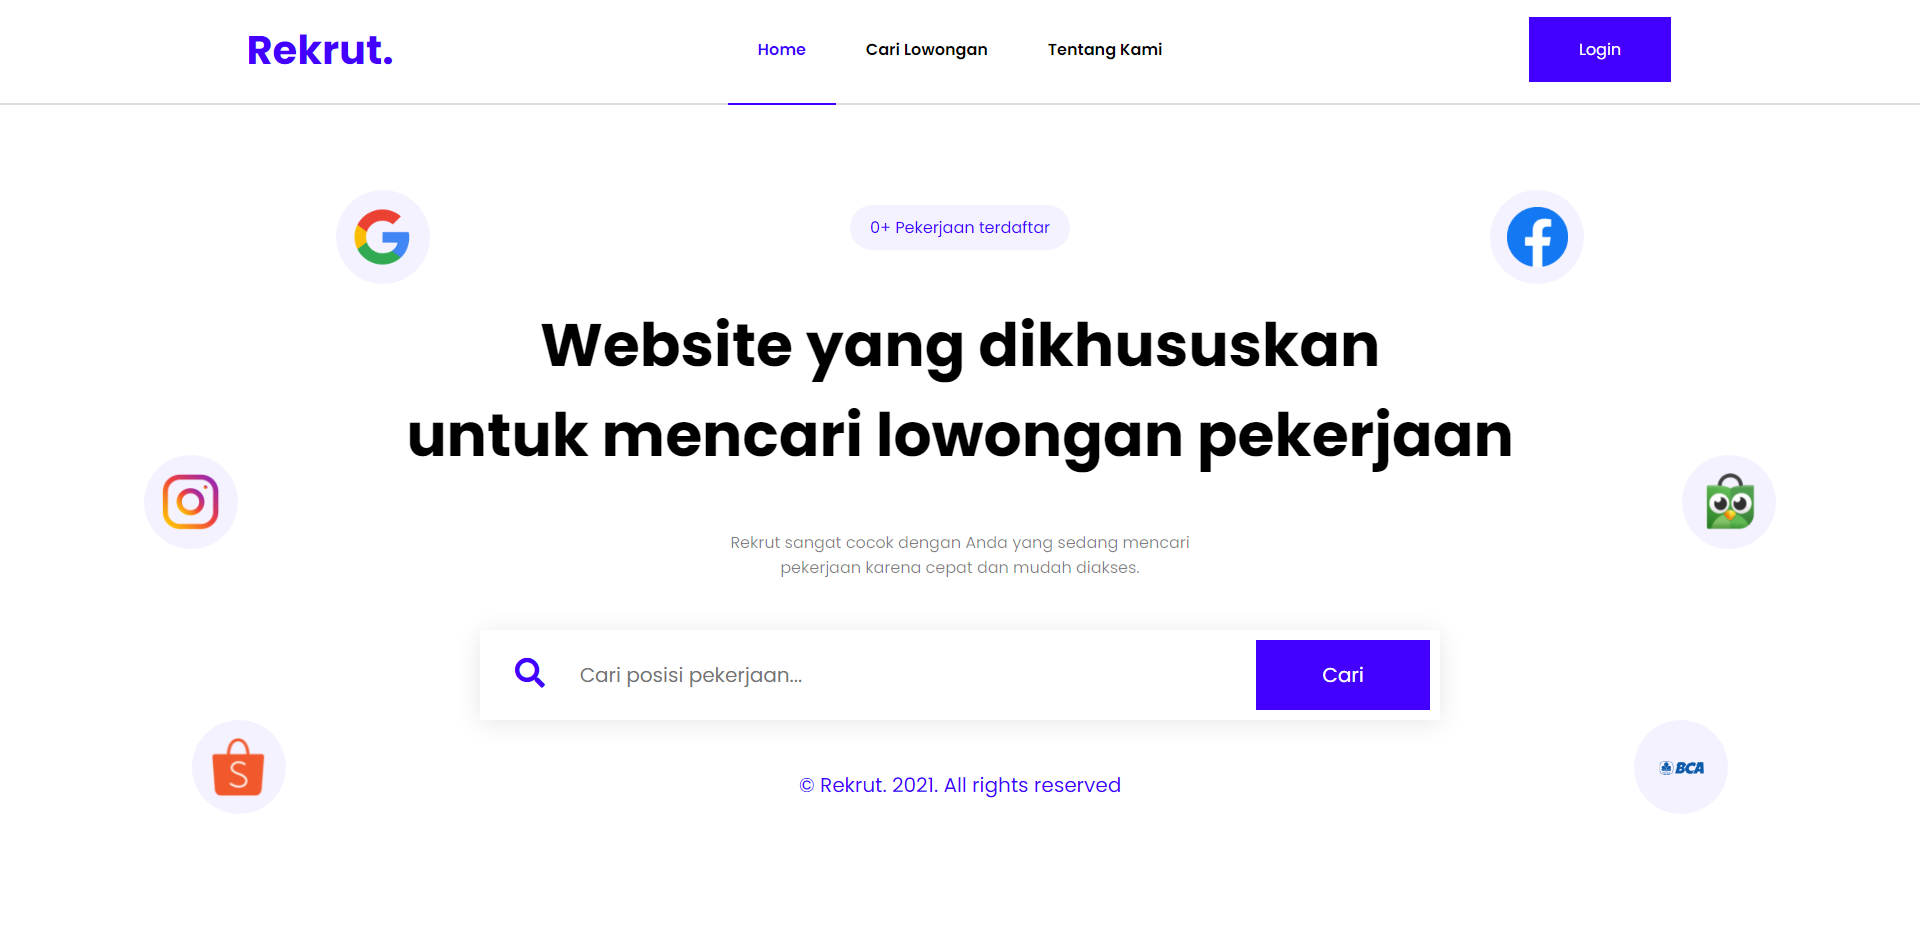 Rekrut.
Home
Cari Lowongan
Tentang Kami
Login
0+ Pekerjaan terdaftar
Website yang dikhususkan
untuk mencari lowongan pekerjaan
Rekrut sangat cocok dengan Anda yang sedang mencari
pekerjaan karena cepat dan mudah diakses.
Cari posisi pekerjaan...
Cari
BCA
© Rekrut. 2021. All rights reserved